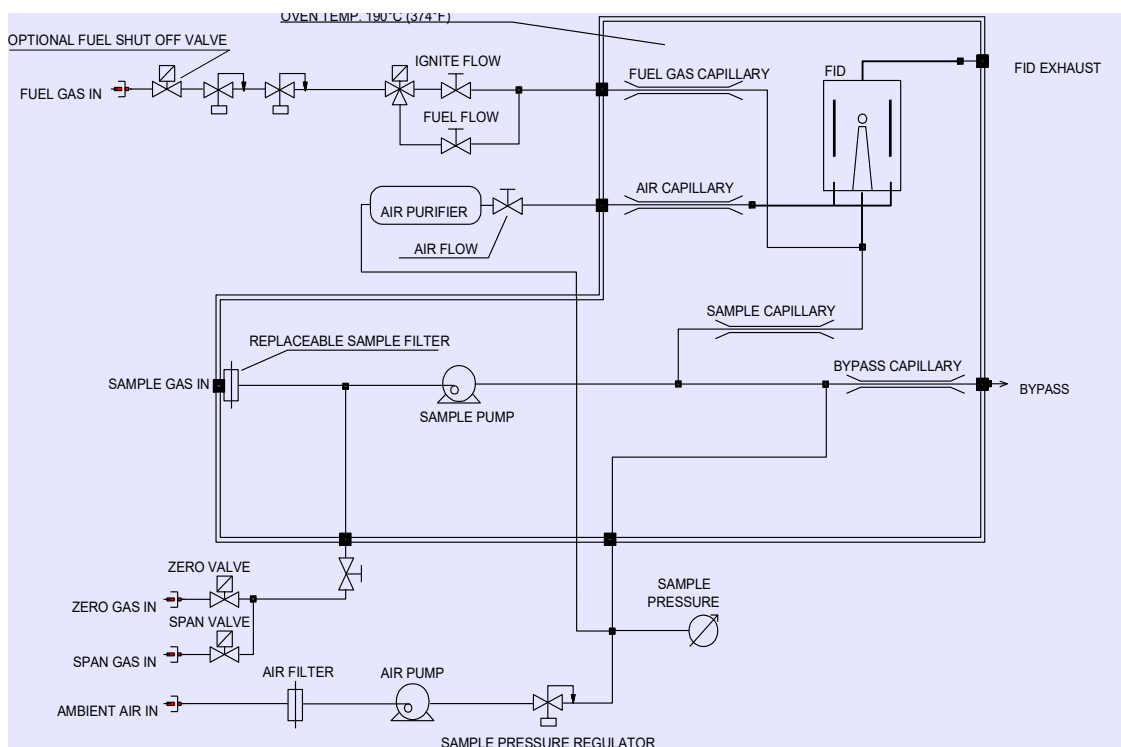 OVEN TEMP. 190°C (374°F)
OPTIONAL FUEL SHUT OFF VALVE
IGNITE FLOW
FUEL GAS CAPILLARY
FID
FID EXHAUST
FUEL GAS IN
FUEL FLOW
AIR CAPILLARY
AIR PURIFIER
AIR FLOW
SAMPLE CAPILLARY
REPLACEABLE SAMPLE FILTER
BYPASS CAPILLARY
SAMPLE GAS IN
BYPASS
SAMPLE PUMP
ZERO VALVE
SAMPLE
PRESSURE
ZERO GAS IN
SPAN VALVE
SPAN GAS IN
AIR FILTER
AIR PUMP
AMBIENT AIR IN
SAMPLE PRESSURE REGULATOR